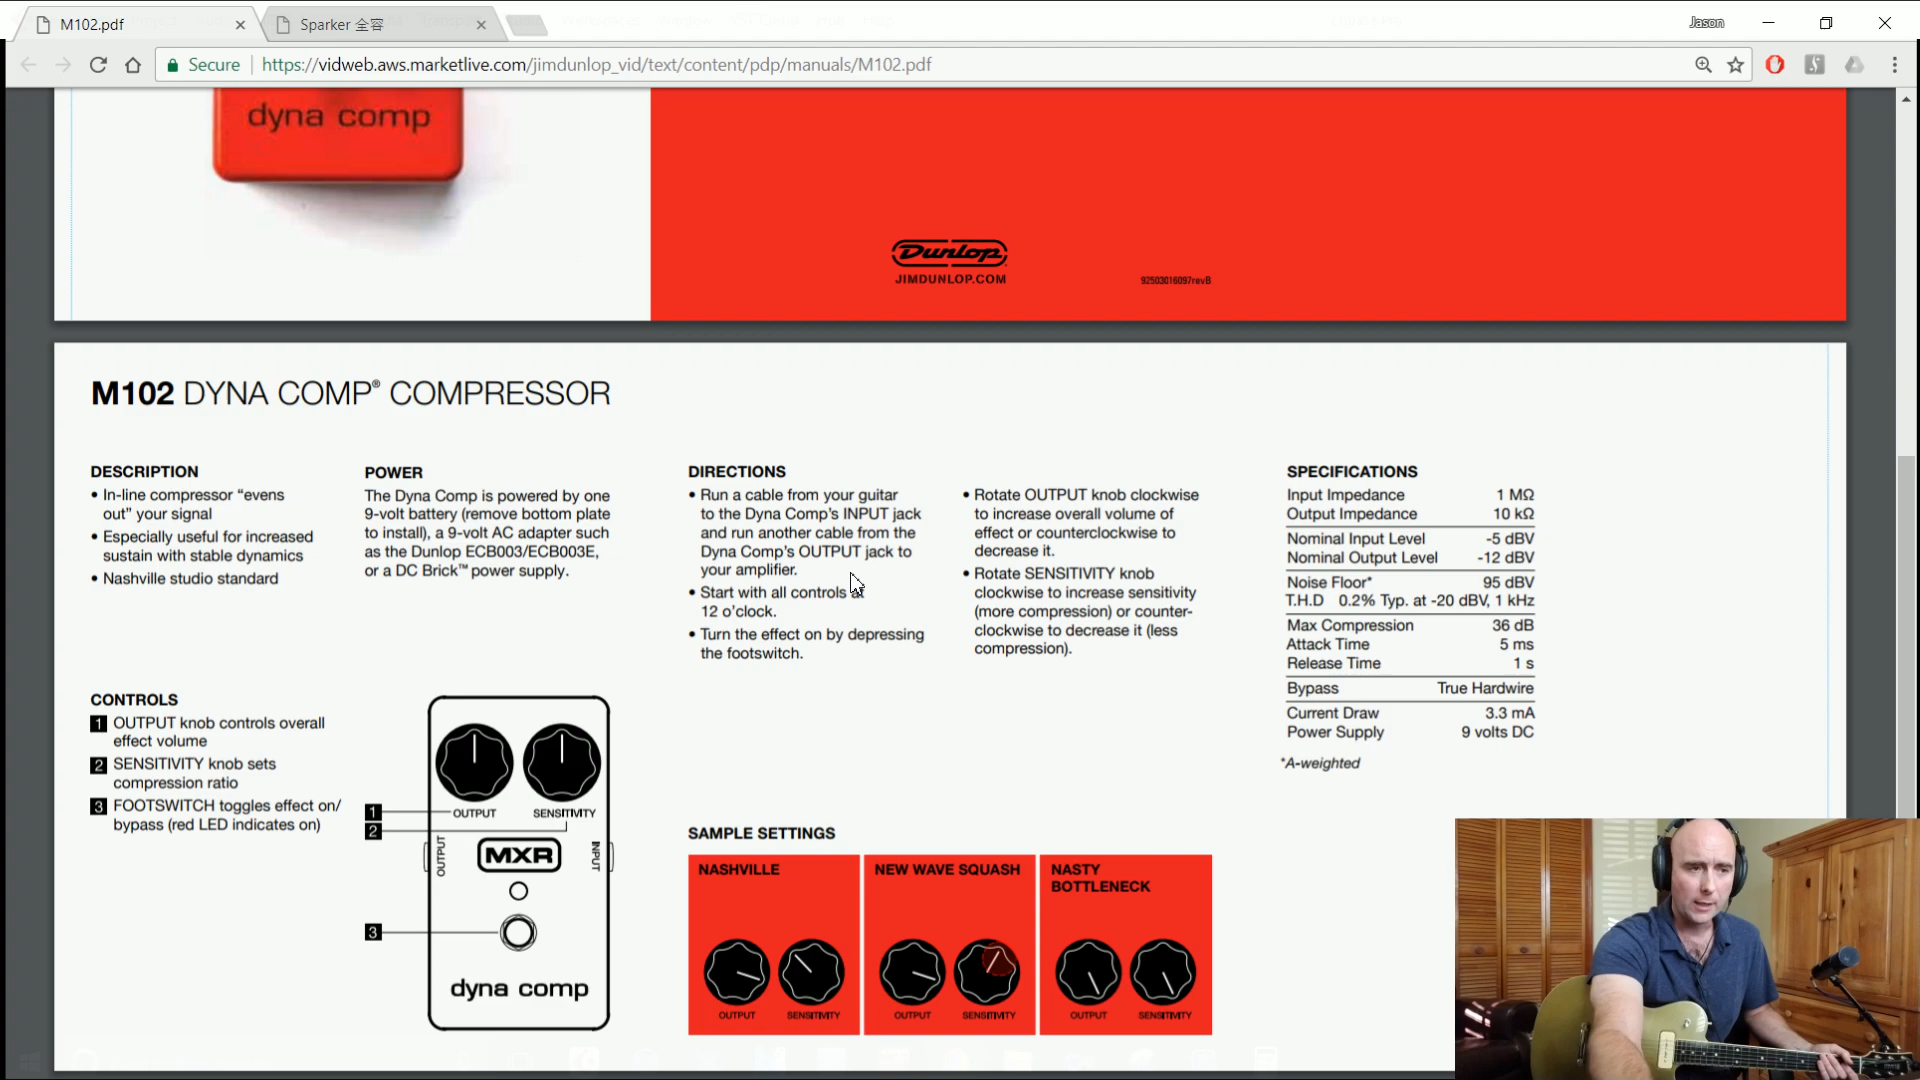 M102.pdf
Sparker 全容
Jason
Secure
https://vidweb.aws.marketlive.com/jimdunlop_vid/text/content/pdp/manuals/M102.pdf
dyna comp
Dunlop
JIMDUNLOP.COM
92503016097revB
M102 DYNA COMP® COMPRESSOR
DESCRIPTION
• In-line compressor “evens
out” your signal
• Especially useful for increased
sustain with stable dynamics
• Nashville studio standard
POWER
The Dyna Comp is powered by one
9-volt battery (remove bottom plate
to install), a 9-volt AC adapter such
as the Dunlop ECB003/ECB003E,
or a DC Brick™ power supply.
DIRECTIONS
• Run a cable from your guitar
to the Dyna Comp’s INPUT jack
and run another cable from the
Dyna Comp’s OUTPUT jack to
your amplifier.
• Start with all controls at
12 o’clock.
• Turn the effect on by depressing
the footswitch.
• Rotate OUTPUT knob clockwise
to increase overall volume of
effect or counterclockwise to
decrease it.
• Rotate SENSITIVITY knob
clockwise to increase sensitivity
(more compression) or counter-
clockwise to decrease it (less
compression).
SPECIFICATIONS
Input Impedance 1 MΩ
Output Impedance 10 kΩ
Nominal Input Level -5 dBV
Nominal Output Level -12 dBV
Noise Floor* 95 dBV
T.H.D 0.2% Typ. at -20 dBV, 1 kHz
Max Compression 36 dB
Attack Time 5 ms
Release Time 1 s
Bypass True Hardwire
Current Draw 3.3 mA
Power Supply 9 volts DC
*A-weighted
CONTROLS
1 OUTPUT knob controls overall
effect volume
2 SENSITIVITY knob sets
compression ratio
3 FOOTSWITCH toggles effect on/
bypass (red LED indicates on)
OUTPUT SENSITIVITY
1
2
OUTPUT
MXR
INPUT
3
dyna comp
SAMPLE SETTINGS
NASHVILLE
OUTPUT SENSITIVITY
NEW WAVE SQUASH
OUTPUT SENSITIVITY
NASTY
BOTTLENECK
OUTPUT SENSITIVITY